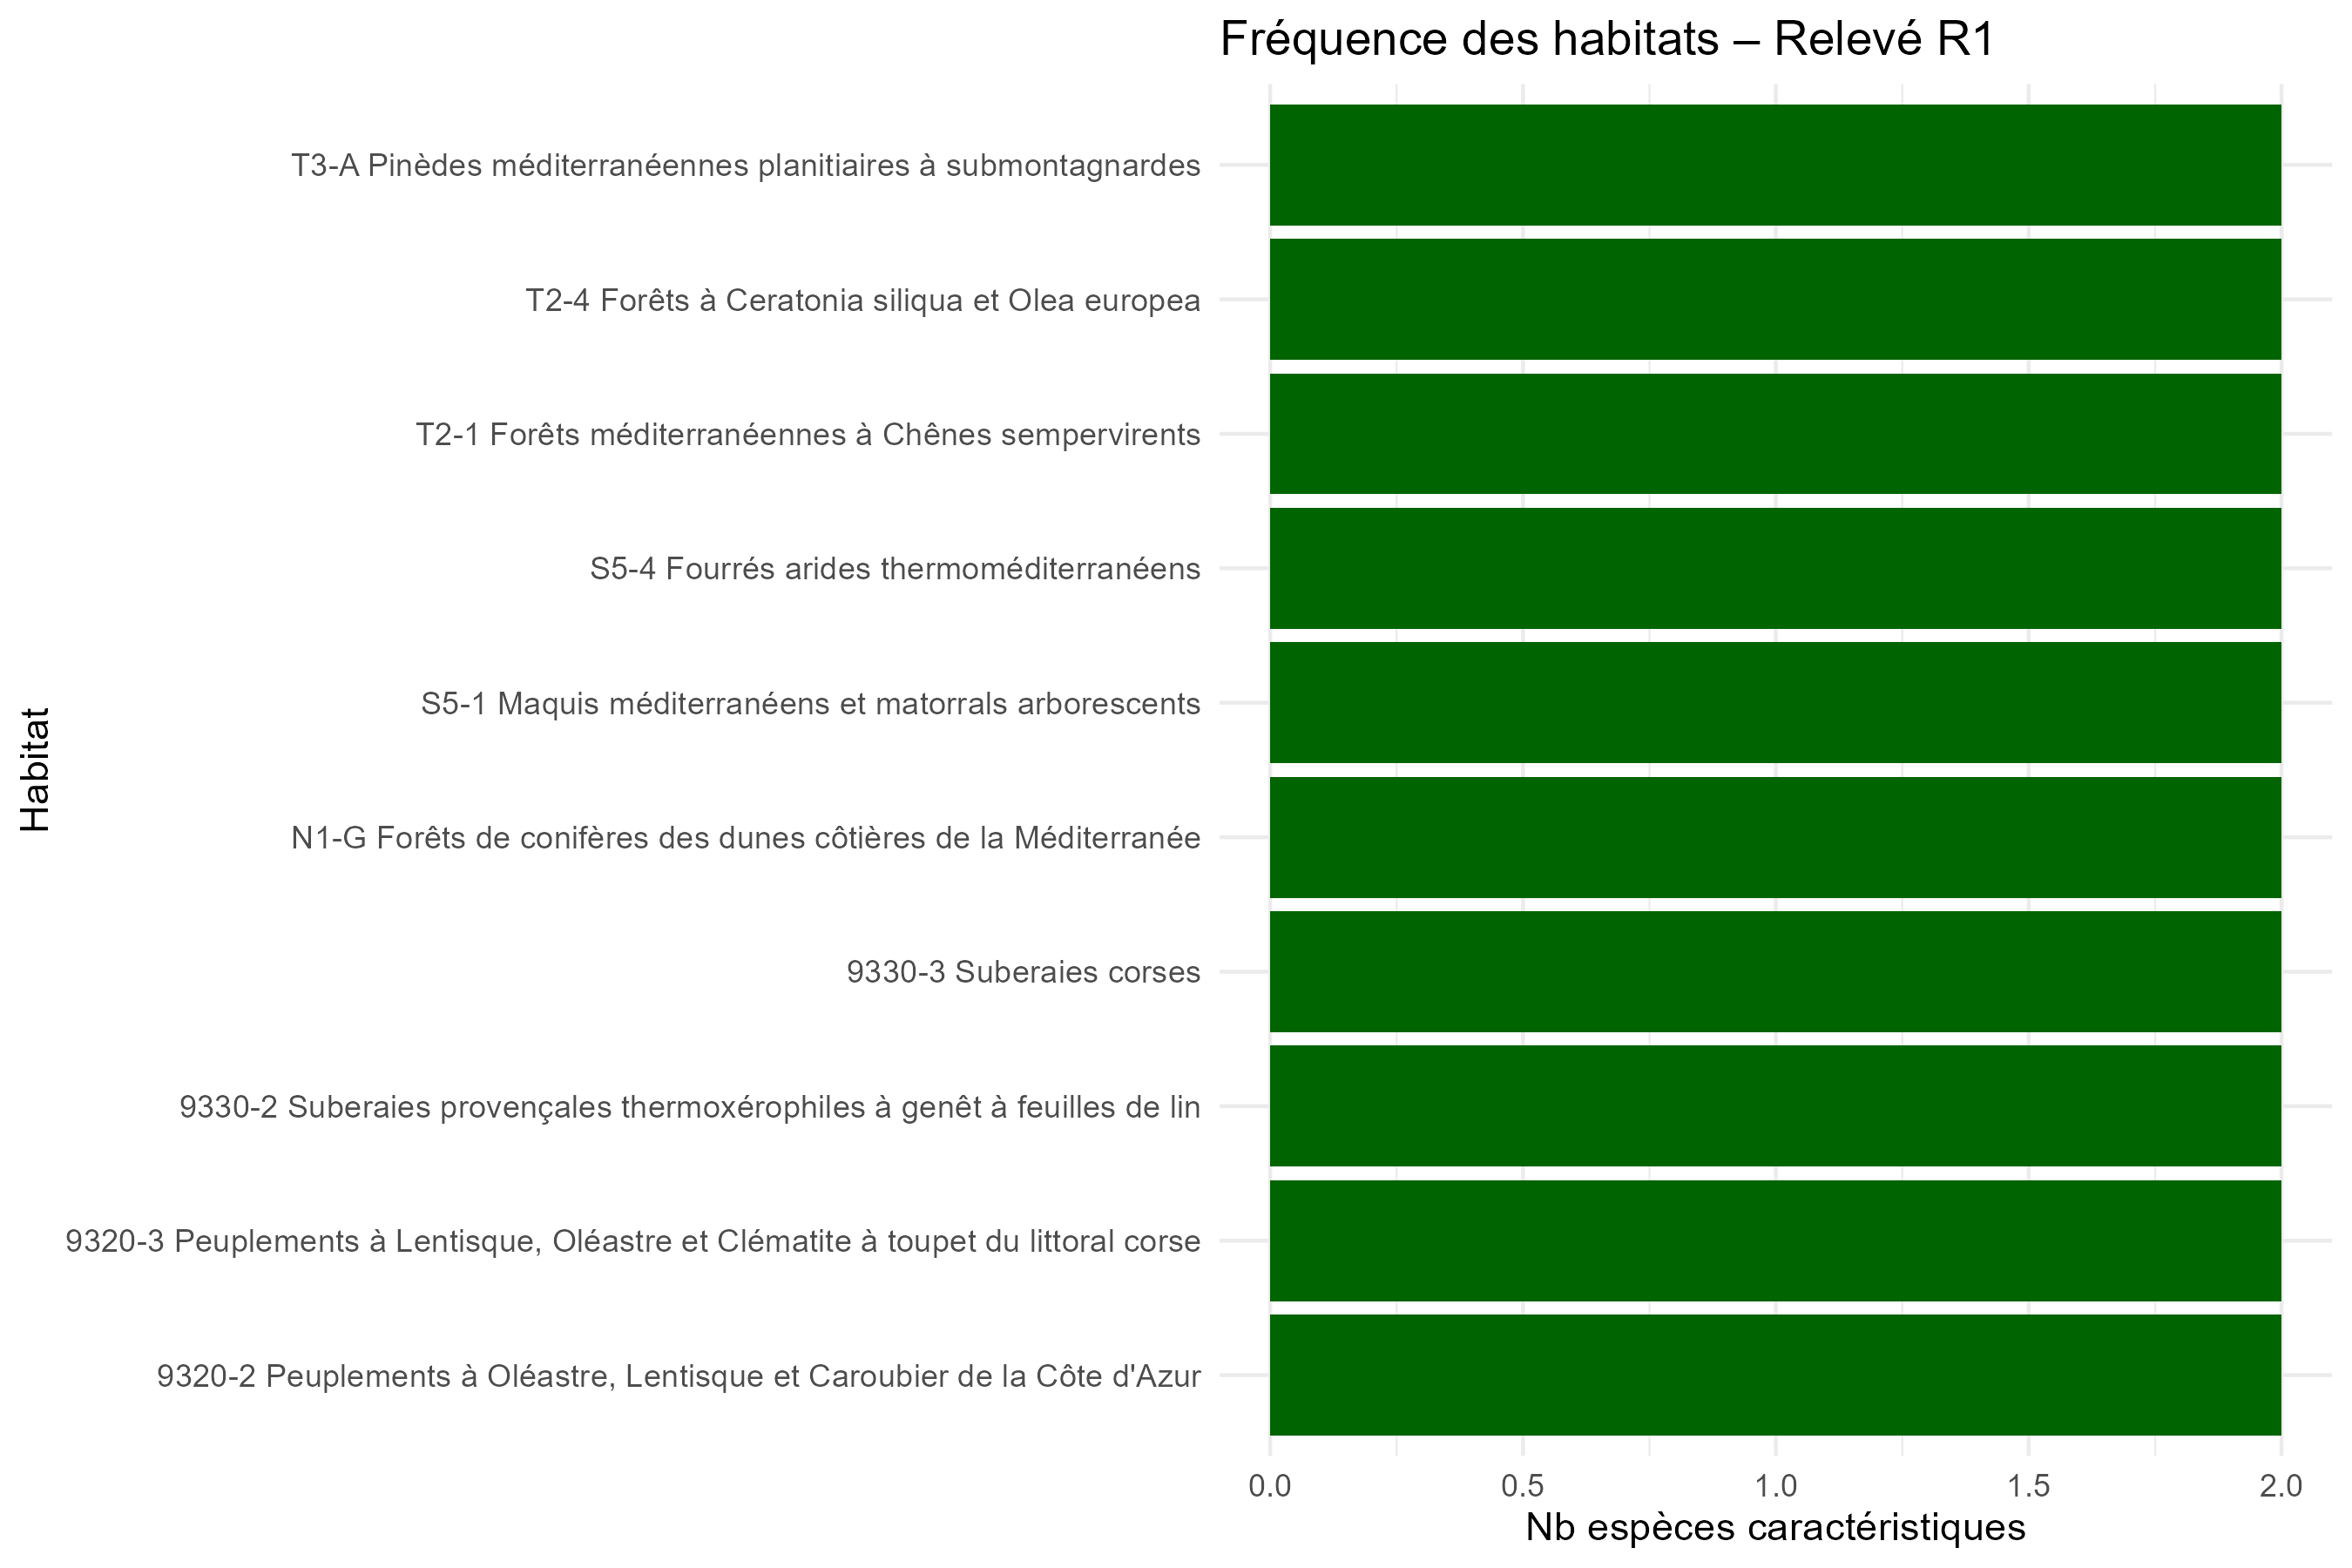 Fréquence des habitats – Relevé R1
T3-A Pinèdes méditerranéennes planitiaires à submontagnardes
T2-4 Forêts à Ceratonia siliqua et Olea europea
T2-1 Forêts méditerranéennes à Chênes sempervirents
S5-4 Fourrés arides thermoméditerranéens
S5-1 Maquis méditerranéens et matorrals arborescents
Habitat
N1-G Forêts de conifères des dunes côtières de la Méditerranée
9330-3 Suberaies corses
9330-2 Suberaies provençales thermoxérophiles à genêt à feuilles de lin
9320-3 Peuplements à Lentisque, Oléastre et Clématite à toupet du littoral corse
9320-2 Peuplements à Oléastre, Lentisque et Caroubier de la Côte d'Azur
0.0 0.5 1.0 1.5 2.0
Nb espèces caractéristiques